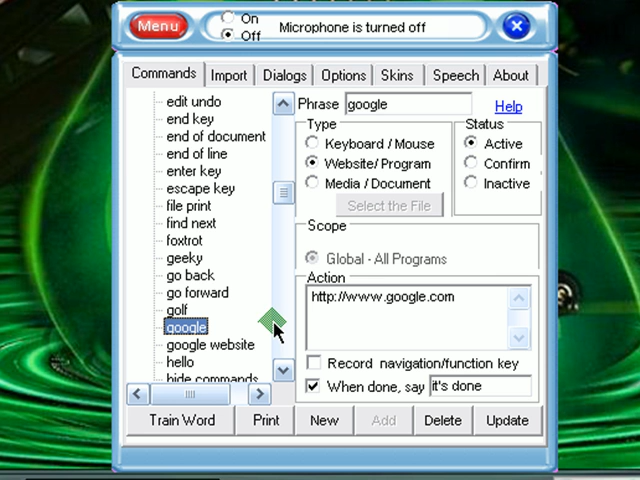 Menu
On
Off
Microphone is turned off
Commands Import Dialogs Options Skins Speech About
edit undo
end key
end of document
end of line
enter key
escape key
file print
find next
foxtrot
geeky
go back
go forward
golf
google
google website
hello
hide commands
Phrase google
Help
Type
Keyboard / Mouse
Website/ Program
Media / Document
Select the File
Status
Active
Confirm
Inactive
Scope
Global - All Programs
Action
http://www.google.com
Record navigation/function key
When done, say it's done
Train Word Print New Add Delete Update